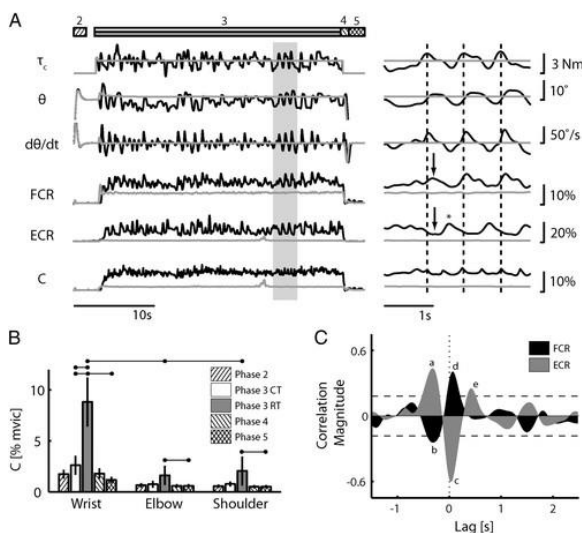 A
2 3 4 5
τc
3 Nm
θ
10°
dθ/dt
50°/s
FCR
10%
ECR
*
20%
C
10%
10s
1s
B
C [% mvic]
10
5
0
Phase 2
Phase 3 CT
Phase 3 RT
Phase 4
Phase 5
Wrist Elbow Shoulder
C
Correlation
Magnitude
0.6
0
-0.6
FCR
ECR
a
d
e
b
c
-1 0 1 2
Lag [s]